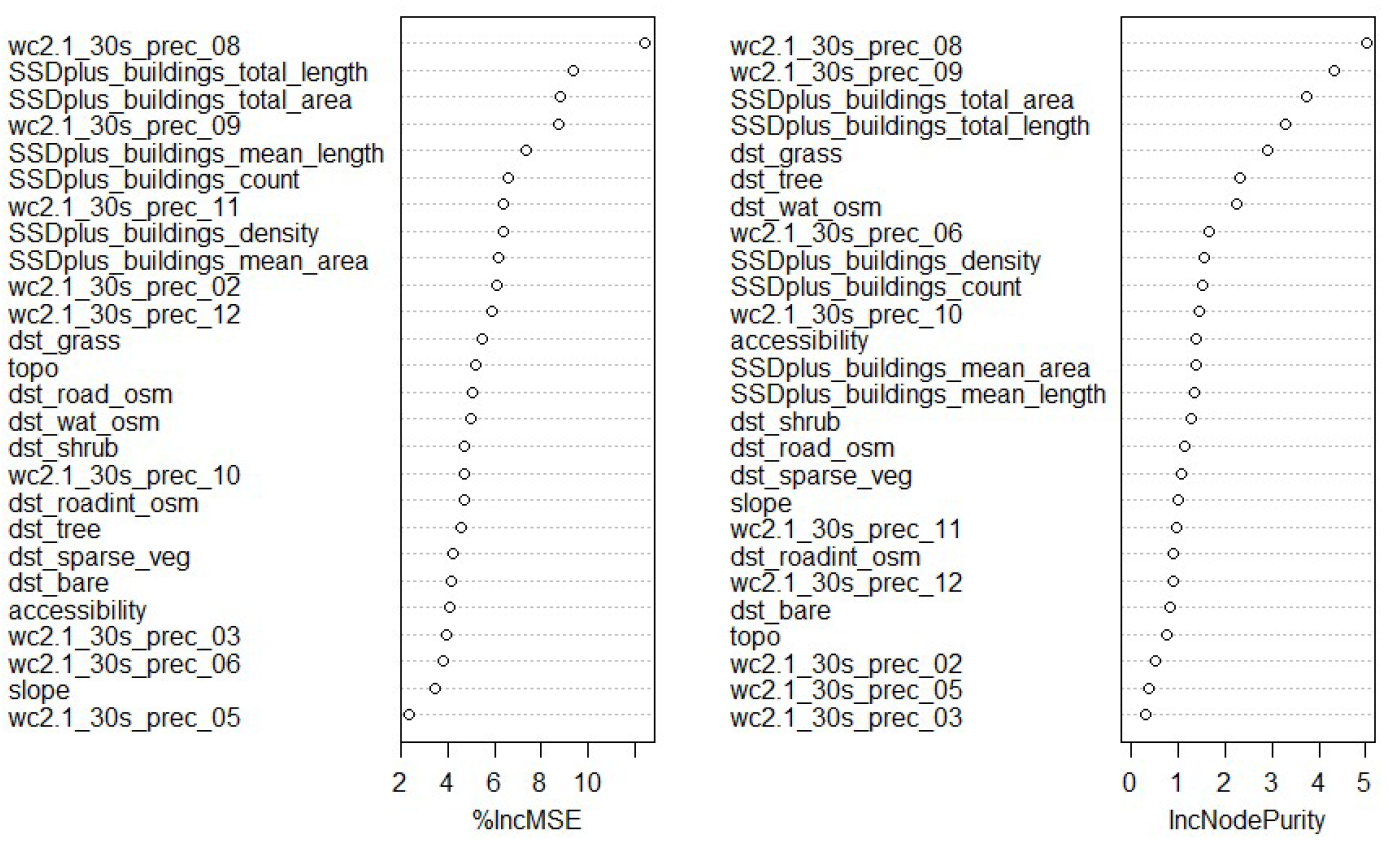 wc2.1_30s_prec_08
SSDplus_buildings_total_length
SSDplus_buildings_total_area
wc2.1_30s_prec_09
SSDplus_buildings_mean_length
SSDplus_buildings_count
wc2.1_30s_prec_11
SSDplus_buildings_density
SSDplus_buildings_mean_area
wc2.1_30s_prec_02
wc2.1_30s_prec_12
dst_grass
topo
dst_road_osm
dst_wat_osm
dst_shrub
wc2.1_30s_prec_10
dst_roadint_osm
dst_tree
dst_sparse_veg
dst_bare
accessibility
wc2.1_30s_prec_03
wc2.1_30s_prec_06
slope
wc2.1_30s_prec_05
2 4 6 8 10
%IncMSE
wc2.1_30s_prec_08
wc2.1_30s_prec_09
SSDplus_buildings_total_area
SSDplus_buildings_total_length
dst_grass
dst_tree
dst_wat_osm
wc2.1_30s_prec_06
SSDplus_buildings_density
SSDplus_buildings_count
wc2.1_30s_prec_10
accessibility
SSDplus_buildings_mean_area
SSDplus_buildings_mean_length
dst_shrub
dst_road_osm
dst_sparse_veg
slope
wc2.1_30s_prec_11
dst_roadint_osm
wc2.1_30s_prec_12
dst_bare
topo
wc2.1_30s_prec_02
wc2.1_30s_prec_05
wc2.1_30s_prec_03
0 1 2 3 4 5
IncNodePurity